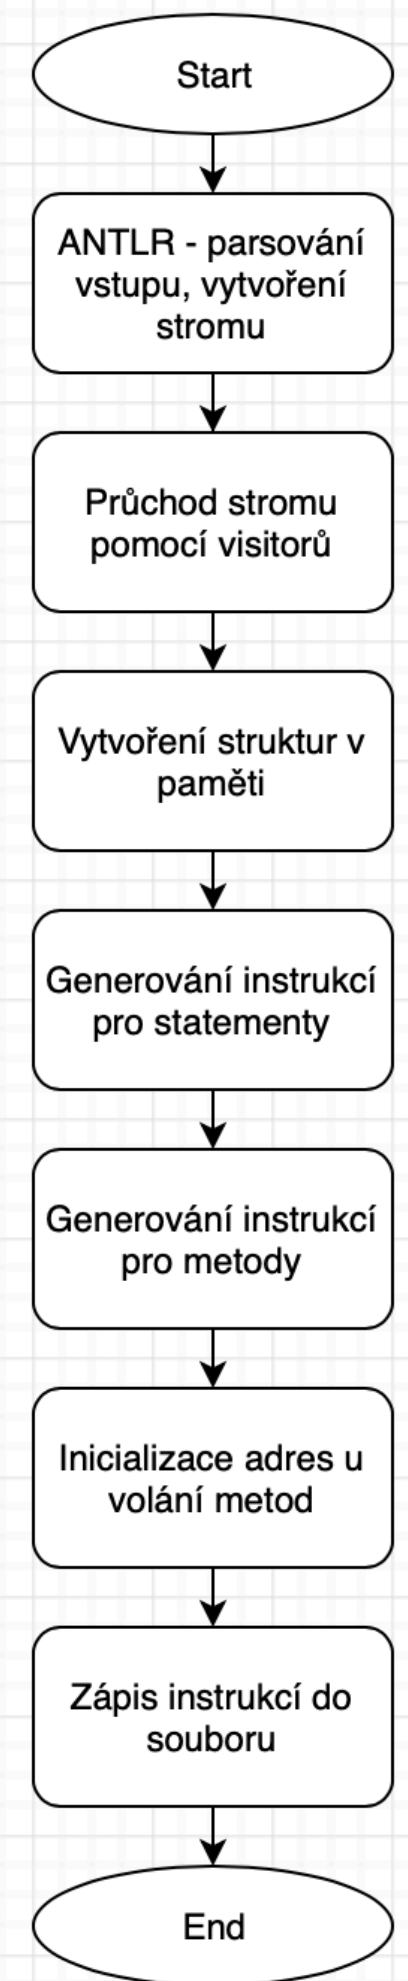 Start
ANTLR - parsování
vstupu, vytvoření
stromu
Průchod stromu
pomocí visitorů
Vytvoření struktur v
paměti
Generování instrukcí
pro statementy
Generování instrukcí
pro metody
Inicializace adres u
volání metod
Zápis instrukcí do
souboru
End